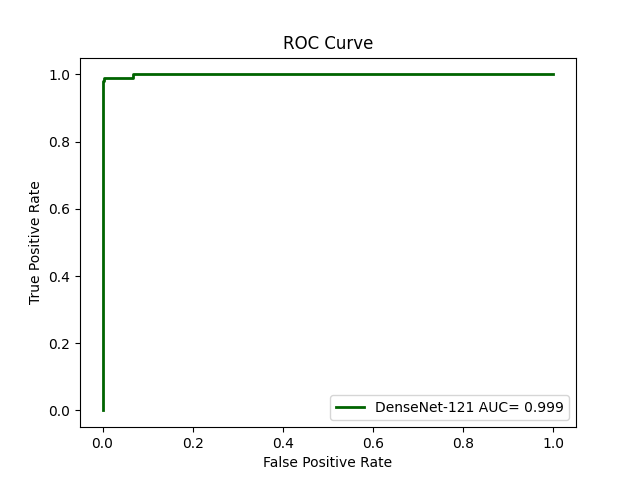 ROC Curve
True Positive Rate
1.0
0.8
0.6
0.4
0.2
0.0
DenseNet-121 AUC= 0.999
0.0 0.2 0.4 0.6 0.8 1.0
False Positive Rate